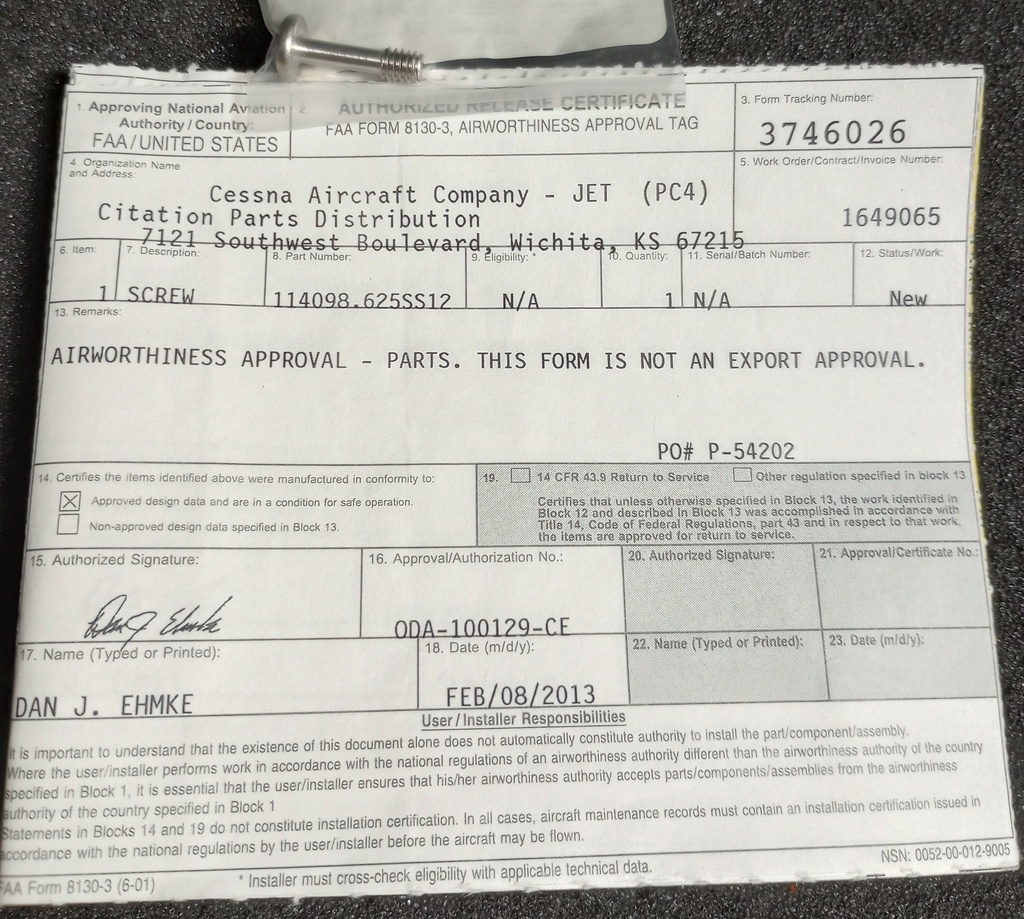 1. Approving National Aviation
Authority / Country:
FAA/UNITED STATES
2.
AUTHORIZED RELEASE CERTIFICATE
FAA FORM 8130-3, AIRWORTHINESS APPROVAL TAG
3. Form Tracking Number:
3746026
4. Organization Name
and Address:
Cessna Aircraft Company - JET (PC4)
Citation Parts Distribution
7121 Southwest Boulevard, Wichita, KS 67215
5. Work Order/Contract/Invoice Number:
1649065
6. Item:
1
7. Description:
SCREW
8. Part Number:
114098.625SS12
9. Eligibility: *
N/A
10. Quantity:
1
11. Serial/Batch Number:
N/A
12. Status/Work:
New
13. Remarks:
AIRWORTHINESS APPROVAL - PARTS. THIS FORM IS NOT AN EXPORT APPROVAL.
PO# P-54202
14. Certifies the items identified above were manufactured in conformity to:
Approved design data and are in a condition for safe operation.
Non-approved design data specified in Block 13.
19. 14 CFR 43.9 Return to Service Other regulation specified in block 13
Certifies that unless otherwise specified in Block 13, the work identified in
Block 12 and described in Block 13 was accomplished in accordance with
Title 14, Code of Federal Regulations, part 43 and in respect to that work,
the items are approved for return to service.
15. Authorized Signature:
Dan J Ehmke
16. Approval/Authorization No.:
ODA-100129-CE
20. Authorized Signature:
21. Approval/Certificate No.:
17. Name (Typed or Printed):
DAN J. EHMKE
18. Date (m/d/y):
FEB/08/2013
22. Name (Typed or Printed):
23. Date (m/d/y):
User/Installer Responsibilities
It is important to understand that the existence of this document alone does not automatically constitute authority to install the part/component/assembly.
Where the user/installer performs work in accordance with the national regulations of an airworthiness authority different than the airworthiness authority of the country
specified in Block 1, it is essential that the user/installer ensures that his/her airworthiness authority accepts parts/components/assemblies from the airworthiness
authority of the country specified in Block 1
Statements in Blocks 14 and 19 do not constitute installation certification. In all cases, aircraft maintenance records must contain an installation certification issued in
accordance with the national regulations by the user/installer before the aircraft may be flown.
FAA Form 8130-3 (6-01)
* Installer must cross-check eligibility with applicable technical data.
NSN: 0052-00-012-9005